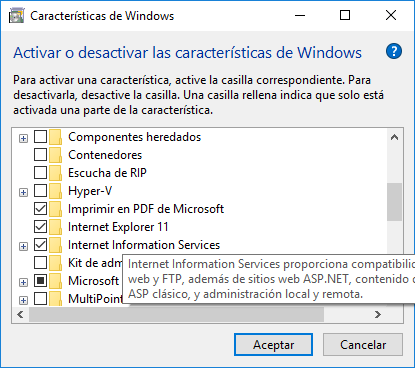 Características de Windows
Activar o desactivar las características de Windows
?
Para activar una característica, active la casilla correspondiente. Para
desactivarla, desactive la casilla. Una casilla rellena indica que solo está
activada una parte de la característica.
Componentes heredados
Contenedores
Escucha de RIP
Hyper-V
Imprimir en PDF de Microsoft
Internet Explorer 11
Internet Information Services
Kit de adm
Microsoft
MultiPoint
Internet Information Services proporciona compatibilid
web y FTP, además de sitios web ASP.NET, contenido
ASP clásico, y administración local y remota.
Aceptar
Cancelar